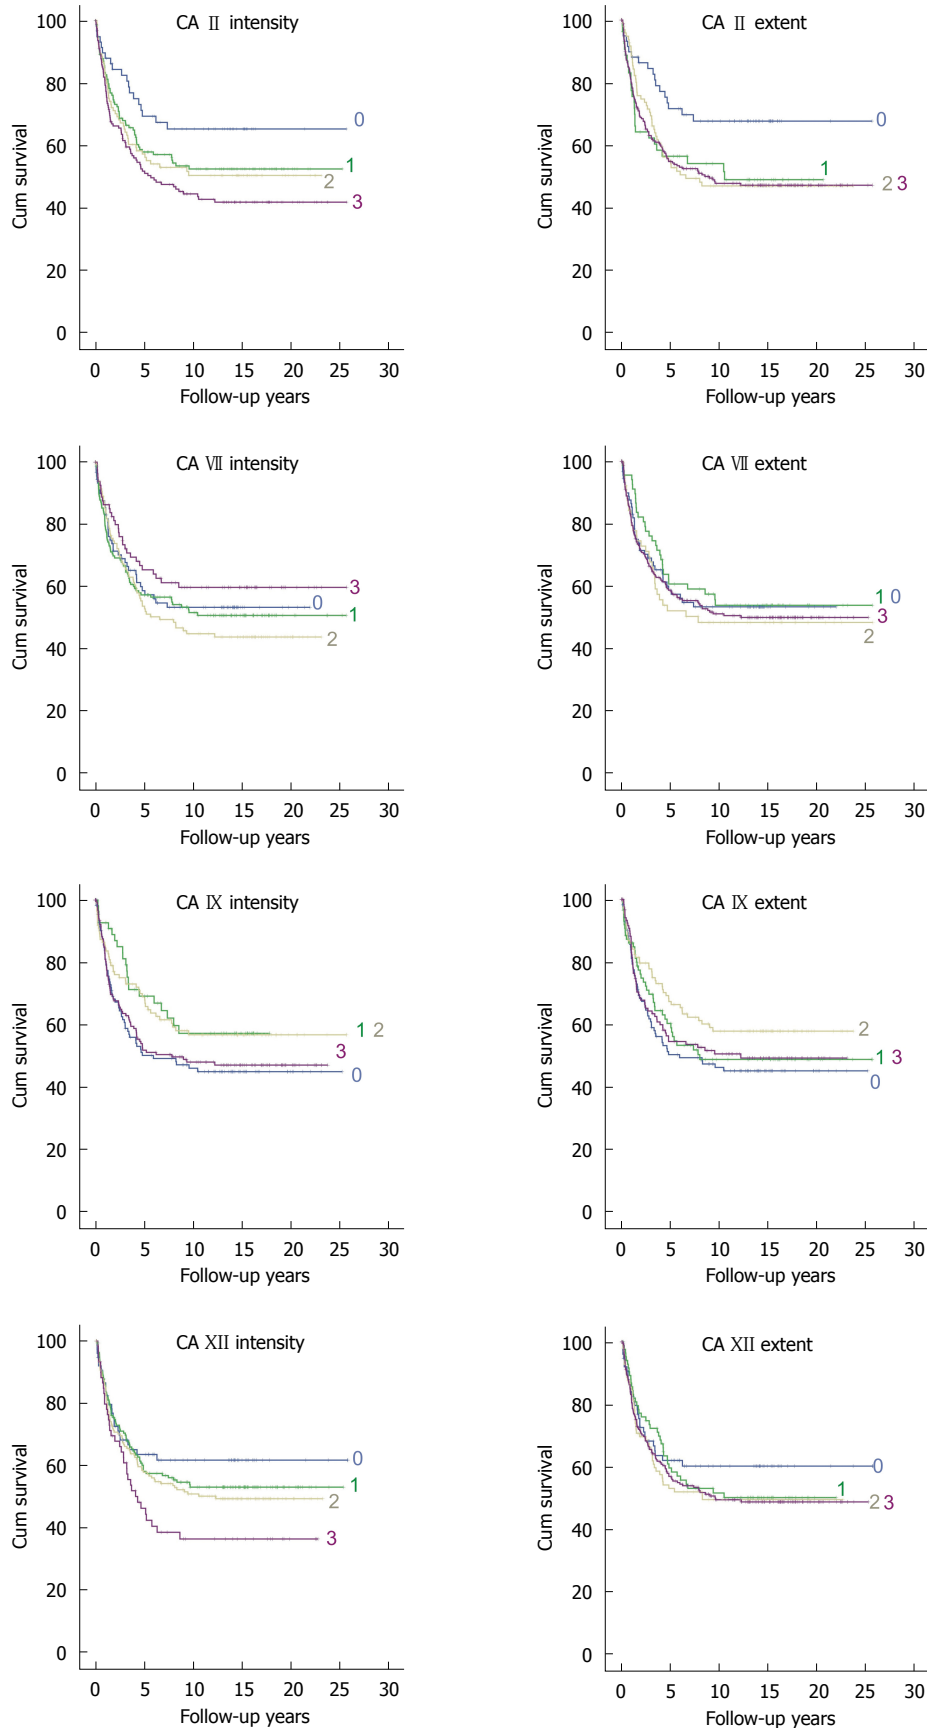 CA Ⅱ intensity
100
80
60
40
20
0
Cum survival
0
1
2
3
0 5 10 15 20 25 30
Follow-up years
CA Ⅱ extent
100
80
60
40
20
0
Cum survival
0
1
2 3
0 5 10 15 20 25 30
Follow-up years
CA Ⅶ intensity
100
80
60
40
20
0
Cum survival
3
0
1
2
0 5 10 15 20 25 30
Follow-up years
CA Ⅶ extent
100
80
60
40
20
0
Cum survival
1 0
3
2
0 5 10 15 20 25 30
Follow-up years
CA Ⅸ intensity
100
80
60
40
20
0
Cum survival
1 2
3
0
0 5 10 15 20 25 30
Follow-up years
CA Ⅸ extent
100
80
60
40
20
0
Cum survival
2
1 3
0
0 5 10 15 20 25 30
Follow-up years
CA Ⅻ intensity
100
80
60
40
20
0
Cum survival
0
1
2
3
0 5 10 15 20 25 30
Follow-up years
CA Ⅻ extent
100
80
60
40
20
0
Cum survival
0
1
2 3
0 5 10 15 20 25 30
Follow-up years